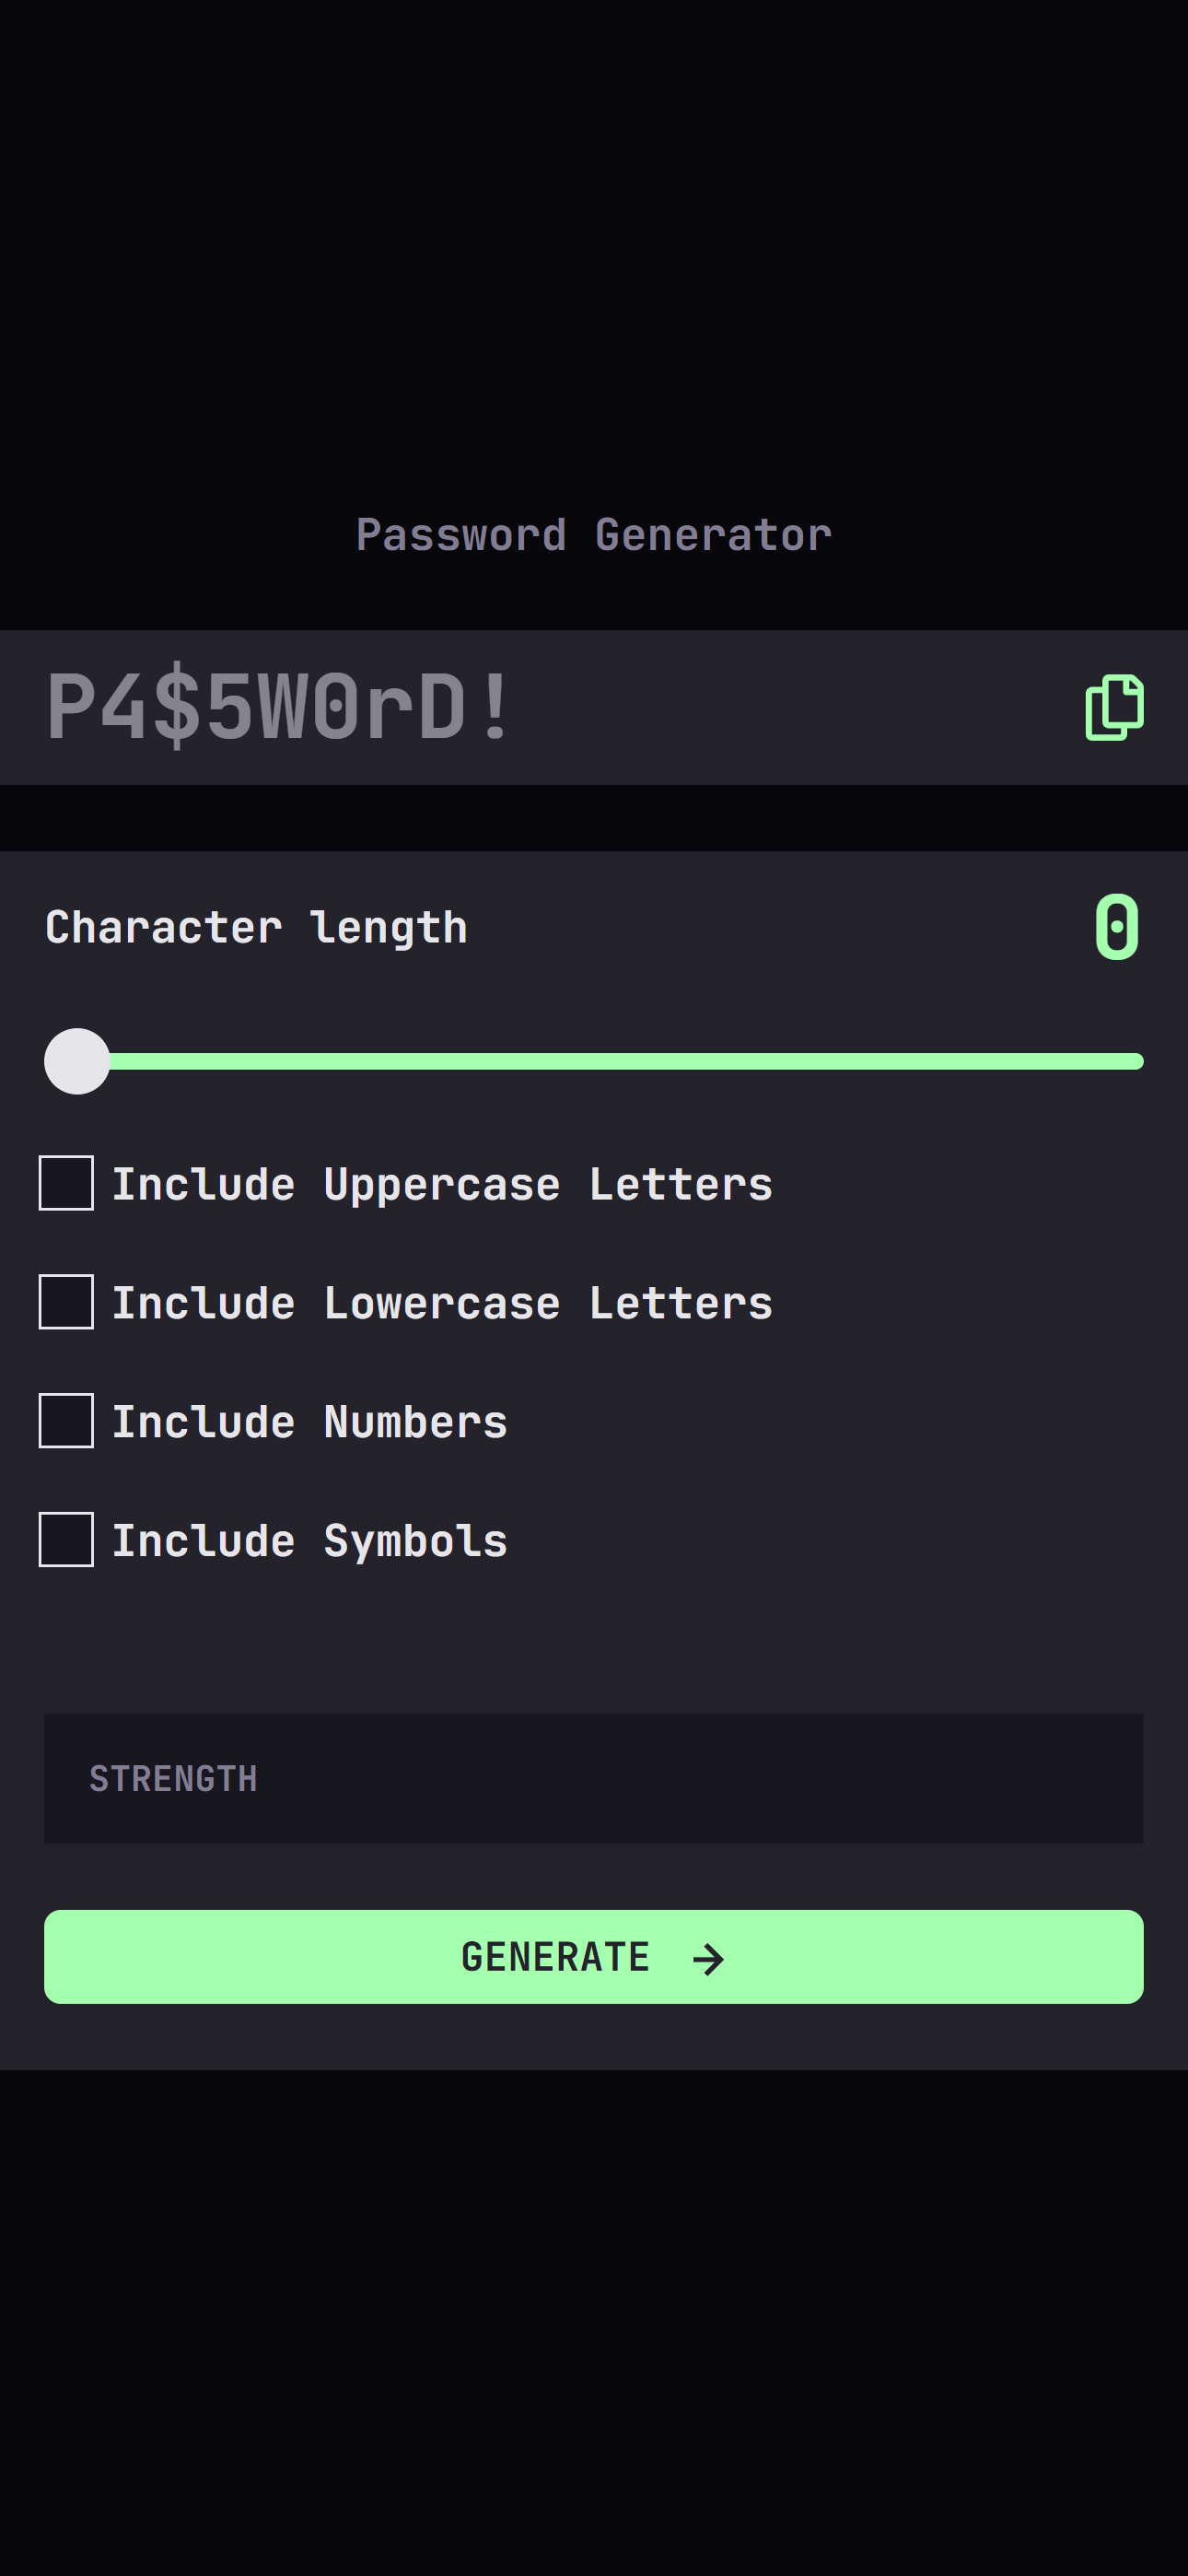 Password Generator
P4$5W0rD!
Character length
0
Include Uppercase Letters
Include Lowercase Letters
Include Numbers
Include Symbols
STRENGTH
GENERATE →